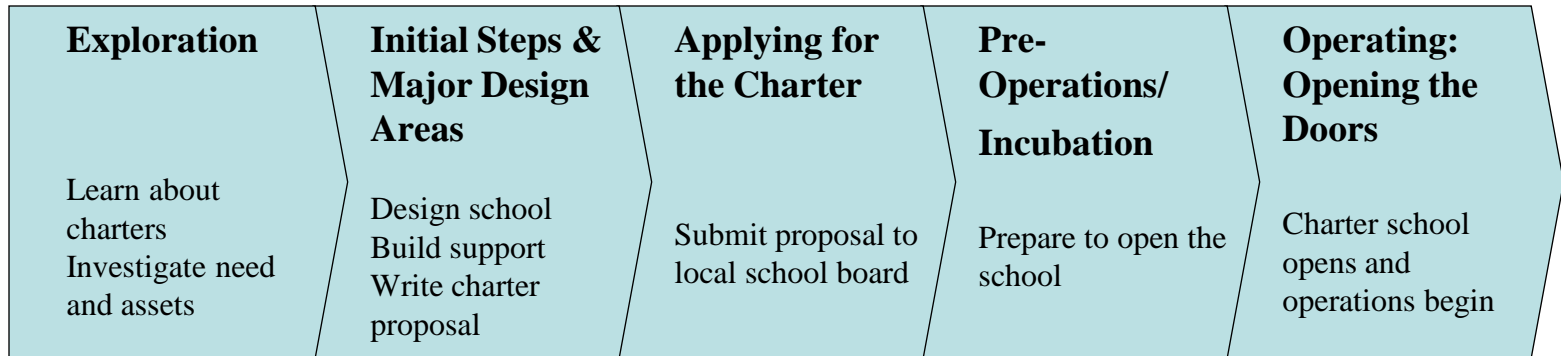 Exploration
Learn about
charters
Investigate need
and assets
Initial Steps &
Major Design
Areas
Design school
Build support
Write charter
proposal
Applying for
the Charter
Submit proposal to
local school board
Pre-
Operations/
Incubation
Prepare to open the
school
Operating:
Opening the
Doors
Charter school
opens and
operations begin